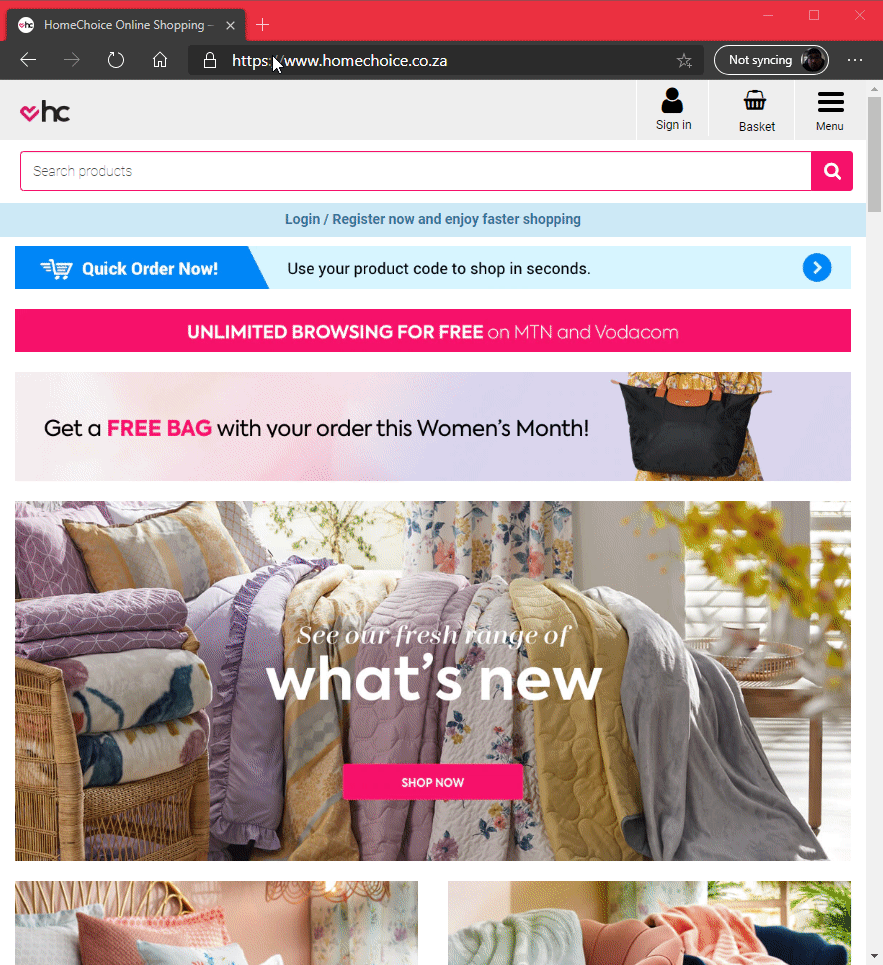 hc HomeChoice Online Shopping –
https://www.homechoice.co.za
Not syncing
hc
Sign in
Basket
Menu
Search products
Login / Register now and enjoy faster shopping
Quick Order Now!
Use your product code to shop in seconds.
UNLIMITED BROWSING FOR FREE on MTN and Vodacom
Get a FREE BAG with your order this Women's Month!
See our fresh range of
what's new
SHOP NOW